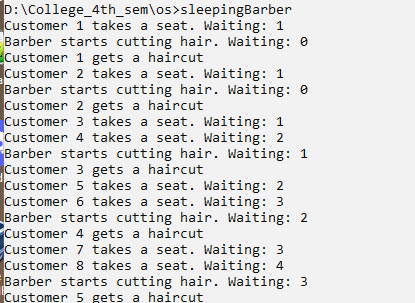 D:\College_4th_sem\os>sleepingBarber
Customer 1 takes a seat. Waiting: 1
Barber starts cutting hair. Waiting: 0
Customer 1 gets a haircut
Customer 2 takes a seat. Waiting: 1
Barber starts cutting hair. Waiting: 0
Customer 2 gets a haircut
Customer 3 takes a seat. Waiting: 1
Customer 4 takes a seat. Waiting: 2
Barber starts cutting hair. Waiting: 1
Customer 3 gets a haircut
Customer 5 takes a seat. Waiting: 2
Customer 6 takes a seat. Waiting: 3
Barber starts cutting hair. Waiting: 2
Customer 4 gets a haircut
Customer 7 takes a seat. Waiting: 3
Customer 8 takes a seat. Waiting: 4
Barber starts cutting hair. Waiting: 3
Customer 5 gets a haircut